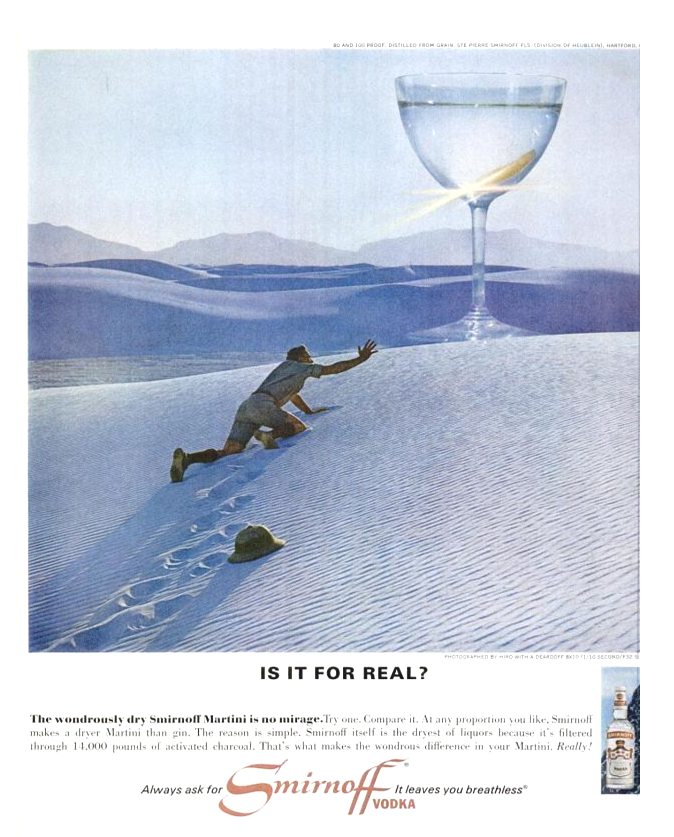 80 AND 100 PROOF. DISTILLED FROM GRAIN. STE PIERRE SMIRNOFF FLS. (DIVISION OF HEUBLEIN), HARTFORD,
PHOTOGRAPHED BY HIRO WITH A DEARDORFF 8X10
IS IT FOR REAL?
The wondrously dry Smirnoff Martini is no mirage. Try one. Compare it. At any proportion you like, Smirnoff
makes a dryer Martini than gin. The reason is simple. Smirnoff itself is the dryest of liquors because it's filtered
through 14,000 pounds of activated charcoal. That's what makes the wondrous difference in your Martini. Really!
SMIRNOFF
Always ask for Smirnoff® It leaves you breathless®
VODKA